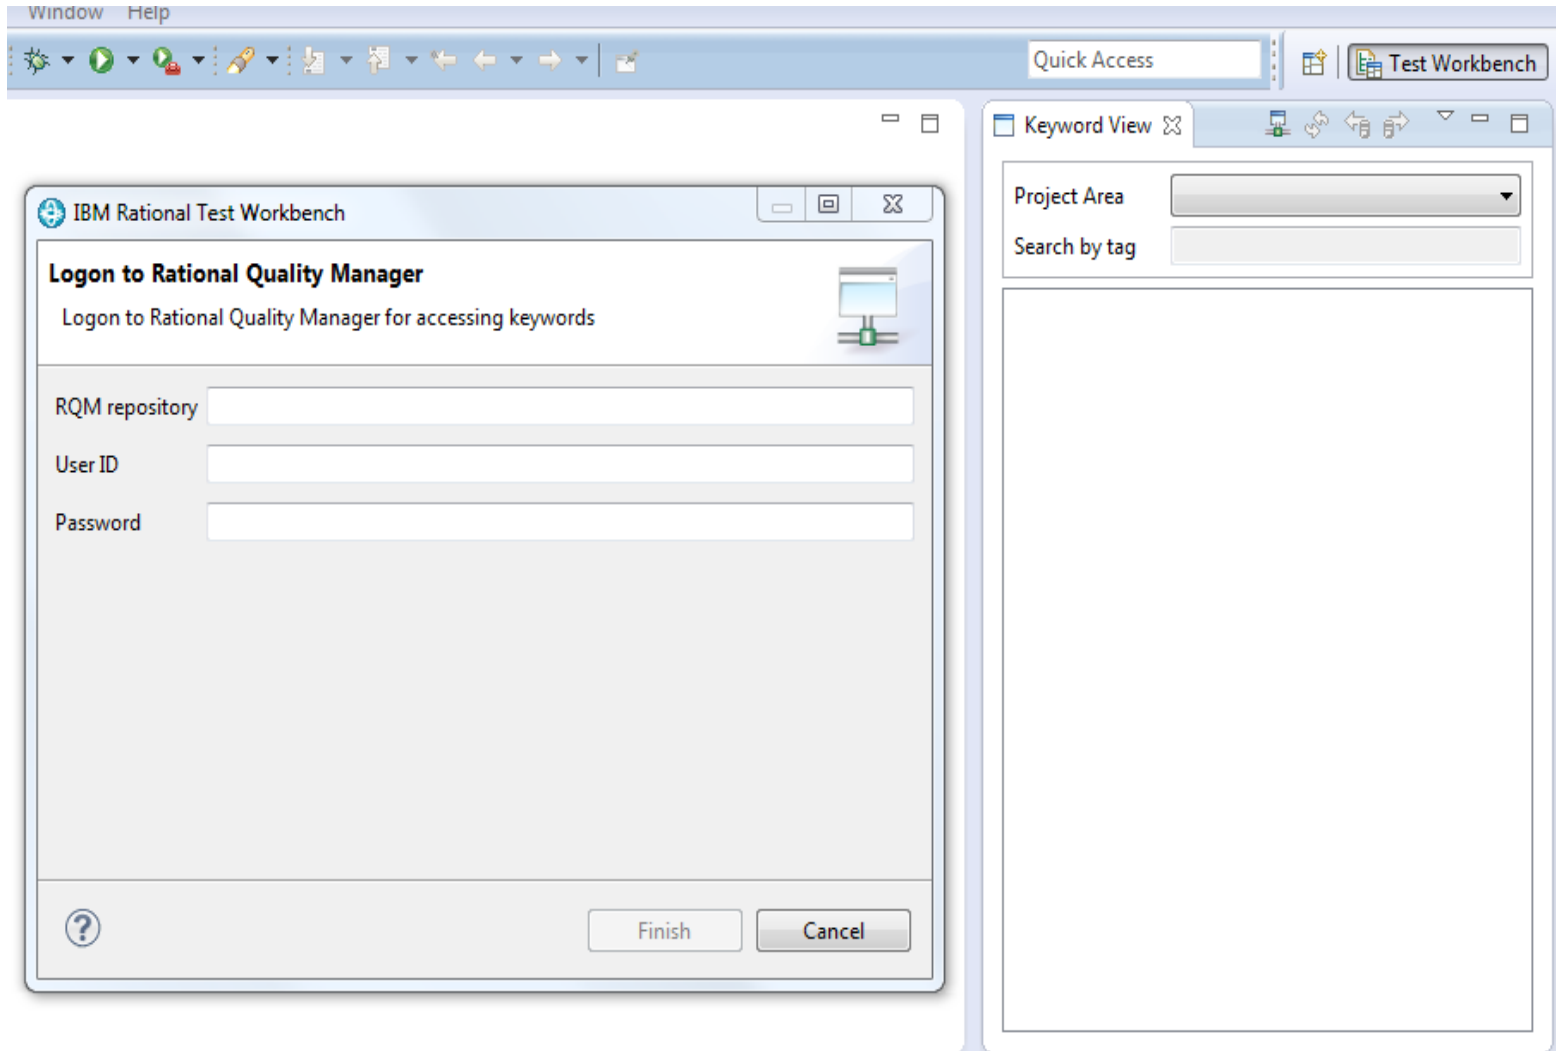 Window Help
Quick Access
Test Workbench
Keyword View
Project Area
Search by tag
IBM Rational Test Workbench
Logon to Rational Quality Manager
Logon to Rational Quality Manager for accessing keywords
RQM repository
User ID
Password
?
Finish
Cancel